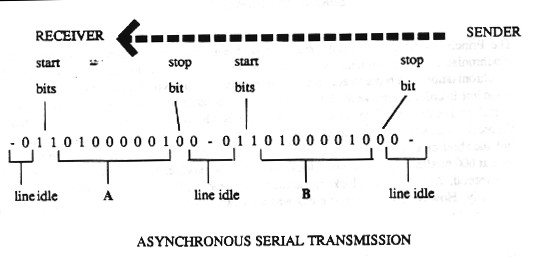 RECEIVER SENDER
start stop start stop
bits bit bits bit
- 0 1 1 0 1 0 0 0 0 0 1 0 0 - 0 1 1 0 1 0 0 0 0 1 0 0 0 -
line idle A line idle B line idle
ASYNCHRONOUS SERIAL TRANSMISSION